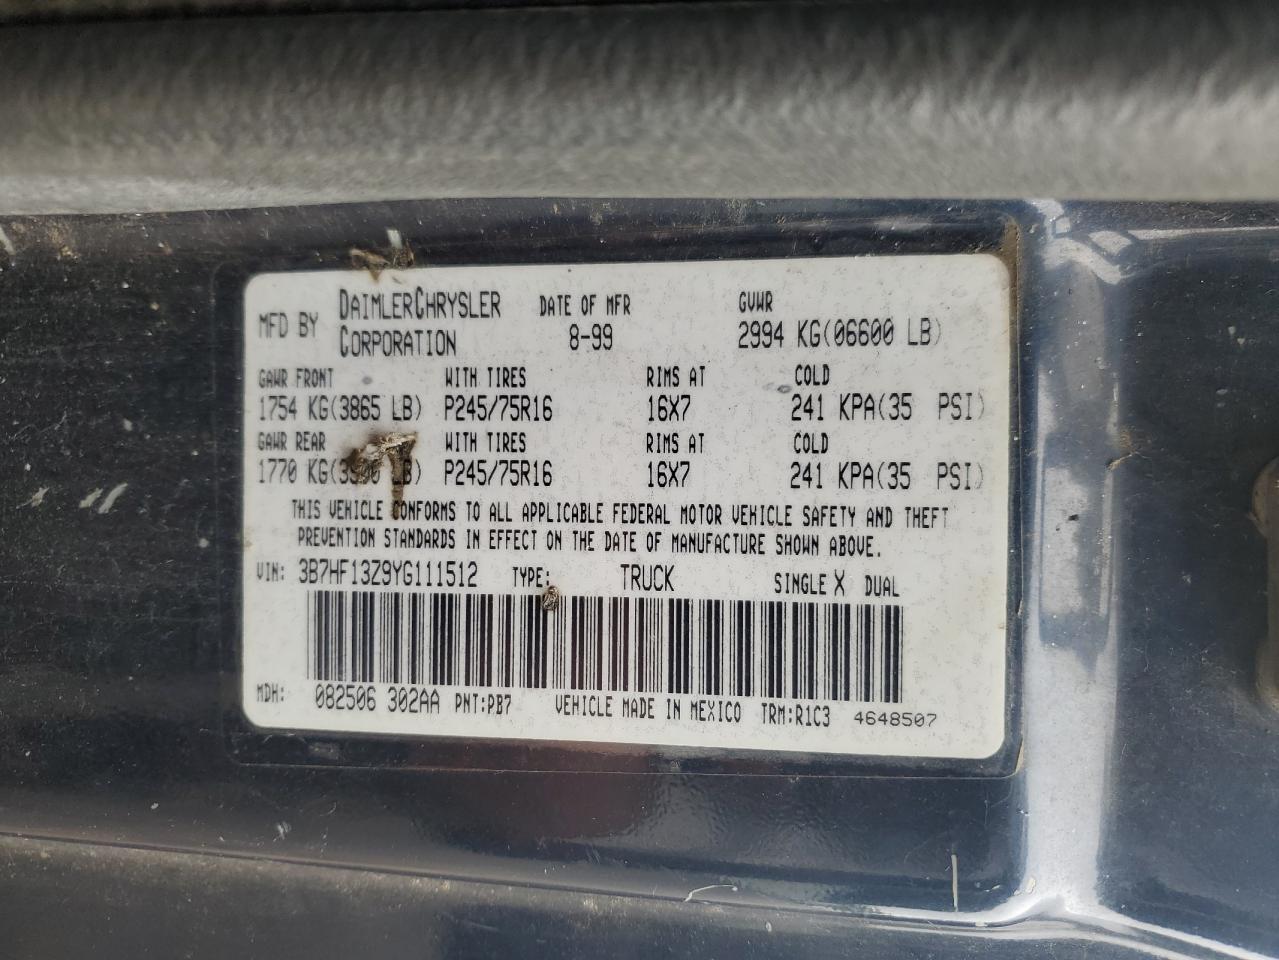 MFD BY DAIMLERCHRYSLER CORPORATION DATE OF MFR 8-99 GVWR 2994 KG(06600 LB)
GAWR FRONT WITH TIRES RIMS AT COLD
1754 KG(3865 LB) P245/75R16 16X7 241 KPA(35 PSI)
GAWR REAR WITH TIRES RIMS AT COLD
1770 KG( LB) P245/75R16 16X7 241 KPA(35 PSI)
THIS VEHICLE CONFORMS TO ALL APPLICABLE FEDERAL MOTOR VEHICLE SAFETY AND THEFT
PREVENTION STANDARDS IN EFFECT ON THE DATE OF MANUFACTURE SHOWN ABOVE.
VIN: 3B7HF13Z9YG111512 TYPE: TRUCK SINGLE X DUAL
MDH: 082506 302AA PNT:PB7 VEHICLE MADE IN MEXICO TRM:R1C3 4648507